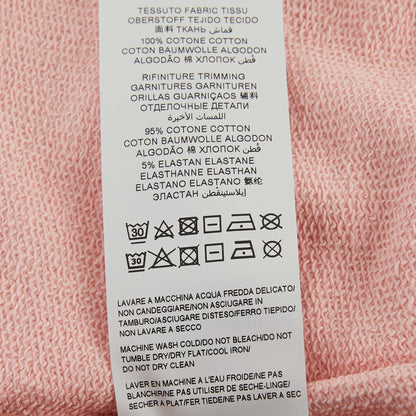 TESSUTO FABRIC TISSU
OBERSTOFF TEJIDO TECIDO
面料 ТКАНЬ قماش
100% COTONE COTTON
COTON BAUMWOLLE ALGODON
ALGODÃO 棉 ХЛОПОК قطن
RIFINITURE TRIMMING
GARNITURES GARNITUREN
ORILLAS GUARNIÇAOS 辅料
ОТДЕЛОЧНЫЕ ДЕТАЛИ
اللمسات الأخيرة
95% COTONE COTTON
COTON BAUMWOLLE ALGODON
ALGODÃO 棉 ХЛОПОК قطن
5% ELASTAN ELASTANE
ELASTHANNE ELASTHAN
ELASTANO ELASTANO 氨纶
ЭЛАСТАН إيلاستينقطن
30
30
LAVARE A MACCHINA ACQUA FREDDA DELICATO/
NON CANDEGGIARE/NON ASCIUGARE IN
TAMBURO/ASCIUGARE DISTESO/FERRO TIEPIDO/
NON LAVARE A SECCO
MACHINE WASH COLD/DO NOT BLEACH/DO NOT
TUMBLE DRY/DRY FLAT/COOL IRON/
DO NOT DRY CLEAN
LAVER EN MACHINE A L'EAU FROIDE/NE PAS
BLANCHIR/PAS UTILISER DE SECHE-LINGE/
SECHER A PLAT/FER TIEDE/PAS NETTOYER A SEC